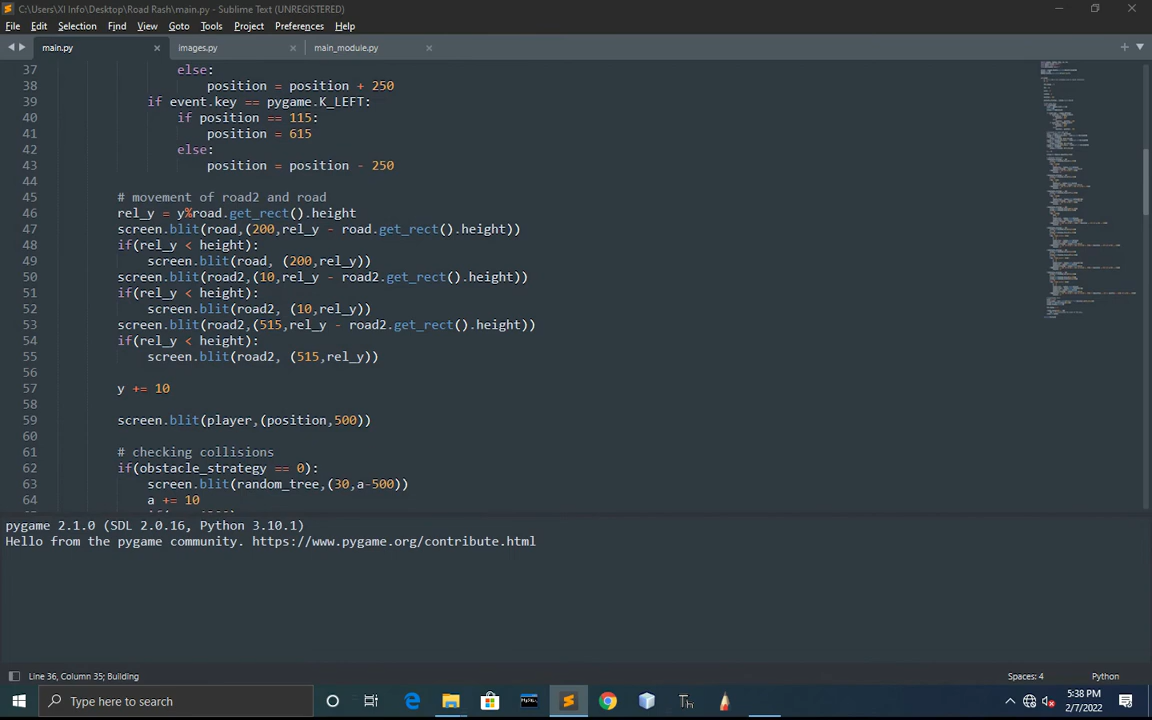 C:\Users\XI Info\Desktop\Road Rash\main.py - Sublime Text (UNREGISTERED)
File Edit Selection Find View Goto Tools Project Preferences Help
main.py images.py main_module.py
37 else:
38 position = position + 250
39 if event.key == pygame.K_LEFT:
40 if position == 115:
41 position = 615
42 else:
43 position = position - 250
44
45 # movement of road2 and road
46 rel_y = y%road.get_rect().height
47 screen.blit(road,(200,rel_y - road.get_rect().height))
48 if(rel_y < height):
49 screen.blit(road, (200,rel_y))
50 screen.blit(road2,(10,rel_y - road2.get_rect().height))
51 if(rel_y < height):
52 screen.blit(road2, (10,rel_y))
53 screen.blit(road2,(515,rel_y - road2.get_rect().height))
54 if(rel_y < height):
55 screen.blit(road2, (515,rel_y))
56
57 y += 10
58
59 screen.blit(player,(position,500))
60
61 # checking collisions
62 if(obstacle_strategy == 0):
63 screen.blit(random_tree,(30,a-500))
64 a += 10
pygame 2.1.0 (SDL 2.0.16, Python 3.10.1)
Hello from the pygame community. https://www.pygame.org/contribute.html
Line 36, Column 35; Building Spaces: 4 Python
Type here to search
5:38 PM
2/7/2022